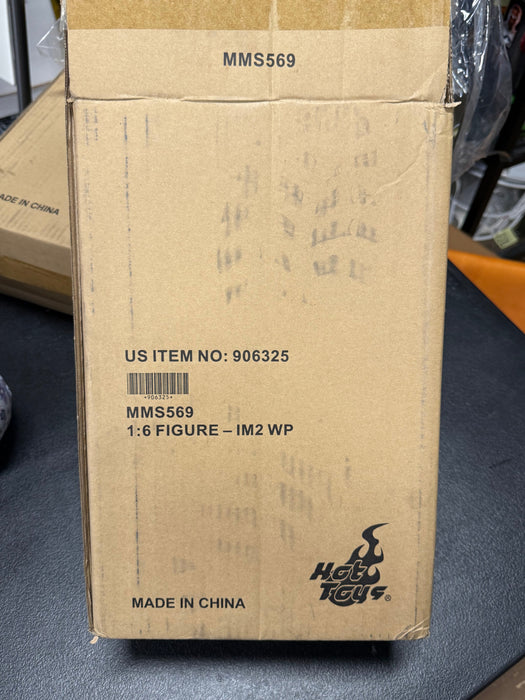 MMS569
ADE IN CHINA
US ITEM NO: 906325
*906325*
MMS569
1:6 FIGURE – IM2 WP
Hot
Toys®
MADE IN CHINA